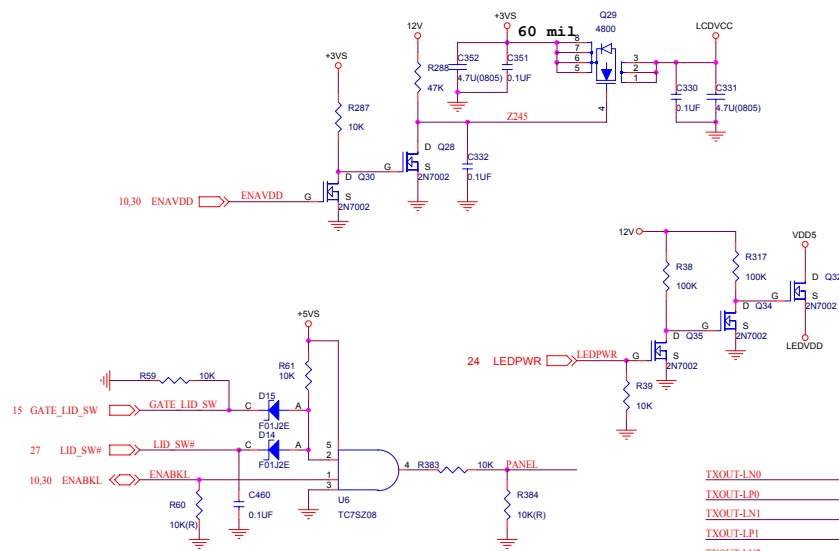 12V
+3VS
60 mil
Q29
4800
LCDVCC
+3VS
C352
4.7U(0805)
C351
0.1UF
8
7
6
5
3
2
1
4
R288
47K
C330
0.1UF
C331
4.7U(0805)
R287
10K
Z245
D
Q28
G
S
2N7002
C332
0.1UF
D
Q30
G
S
2N7002
10,30
ENAVDD
ENAVDD
12V
VDD5
R38
100K
R317
100K
D
Q32
G
S
2N7002
D
Q34
G
S
2N7002
LEDVDD
D
Q35
G
S
2N7002
24
LEDPWR
LEDPWR
R39
10K
+5VS
R61
10K
R59
10K
D15
C
A
F01J2E
15
GATE_LID_SW
GATE_LID_SW
D14
C
A
F01J2E
27
LID_SW#
LID_SW#
10,30
ENABKL
ENABKL
5
2
1
3
4
U6
TC7SZ08
R383
10K
PANEL
R384
10K(R)
R60
10K(R)
C460
0.1UF
TXOUT-LN0
TXOUT-LP0
TXOUT-LN1
TXOUT-LP1